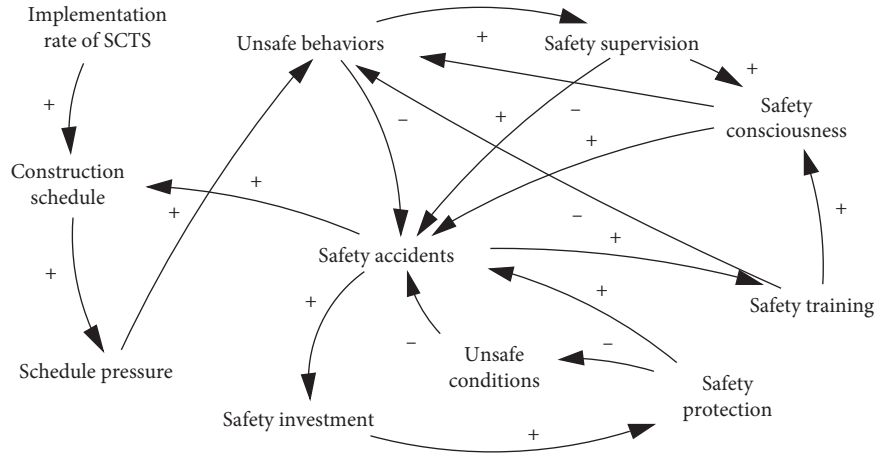 Implementation
rate of SCTS
Unsafe behaviors
+
Safety supervision
+
Safety
consciousness
+
–
+
–
+
Construction
schedule
+
+
–
+
+
Safety accidents
+
Safety training
+
+
–
Unsafe
conditions
–
Schedule pressure
Safety
protection
Safety investment
+